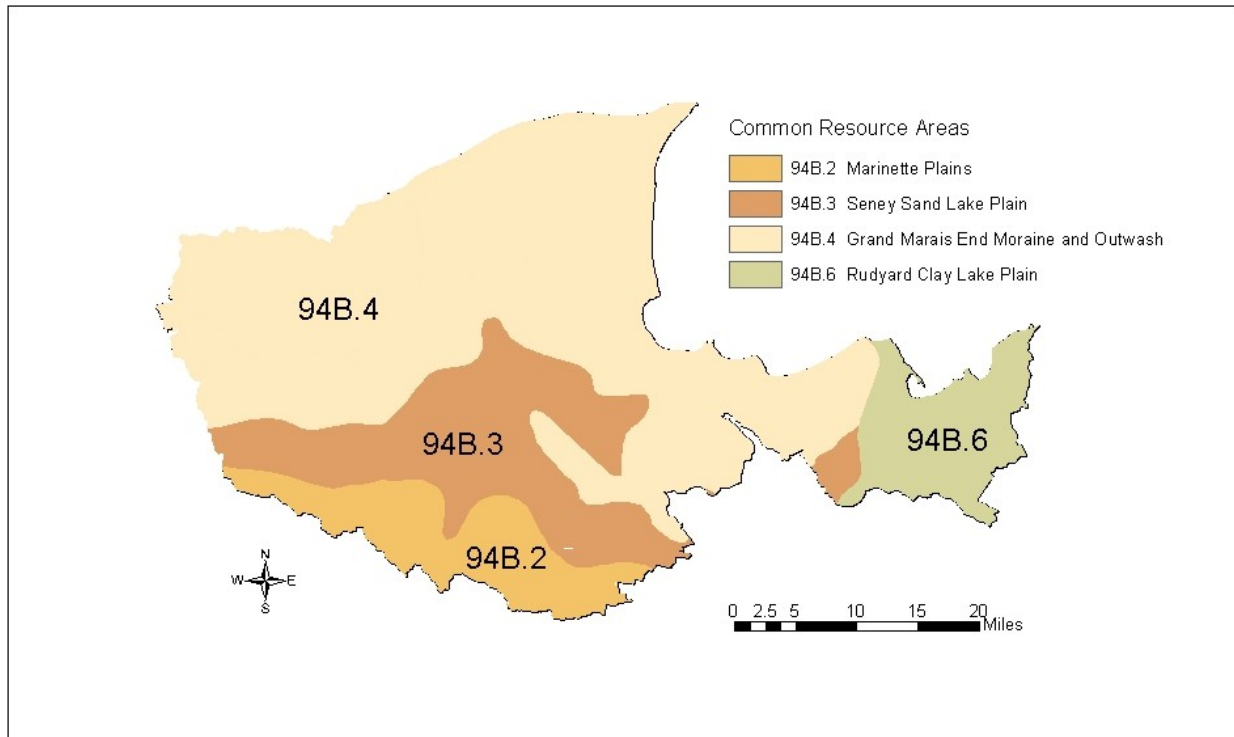 Common Resource Areas
94B.2 Marinette Plains
94B.3 Seney Sand Lake Plain
94B.4 Grand Marais End Moraine and Outwash
94B.6 Rudyard Clay Lake Plain
94B.4
94B.3
94B.6
94B.2
N
W E
S
0 2.5 5 10 15 20
Miles